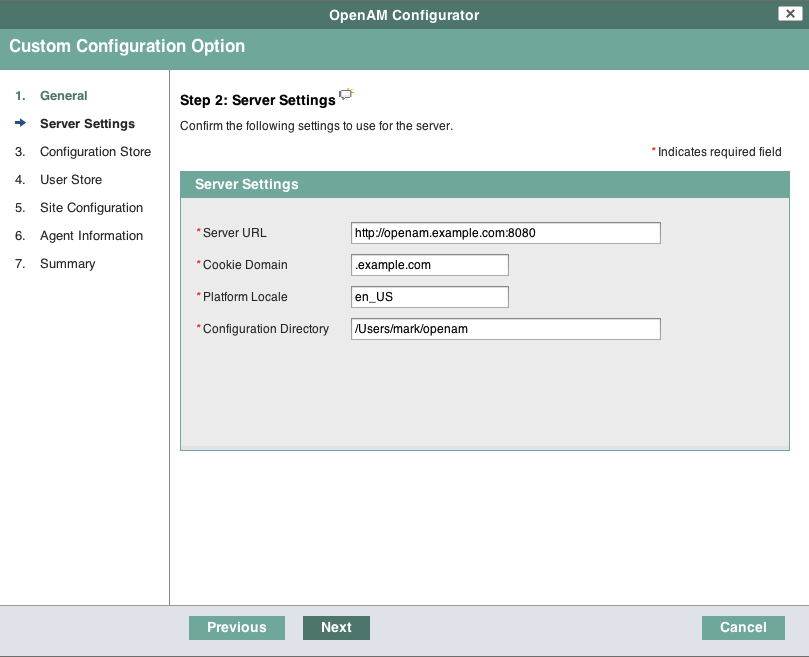 OpenAM Configurator
Custom Configuration Option
1. General
Server Settings
3. Configuration Store
4. User Store
5. Site Configuration
6. Agent Information
7. Summary
Step 2: Server Settings
Confirm the following settings to use for the server.
* Indicates required field
Server Settings
* Server URL http://openam.example.com:8080
* Cookie Domain .example.com
* Platform Locale en_US
* Configuration Directory /Users/mark/openam
Previous Next Cancel